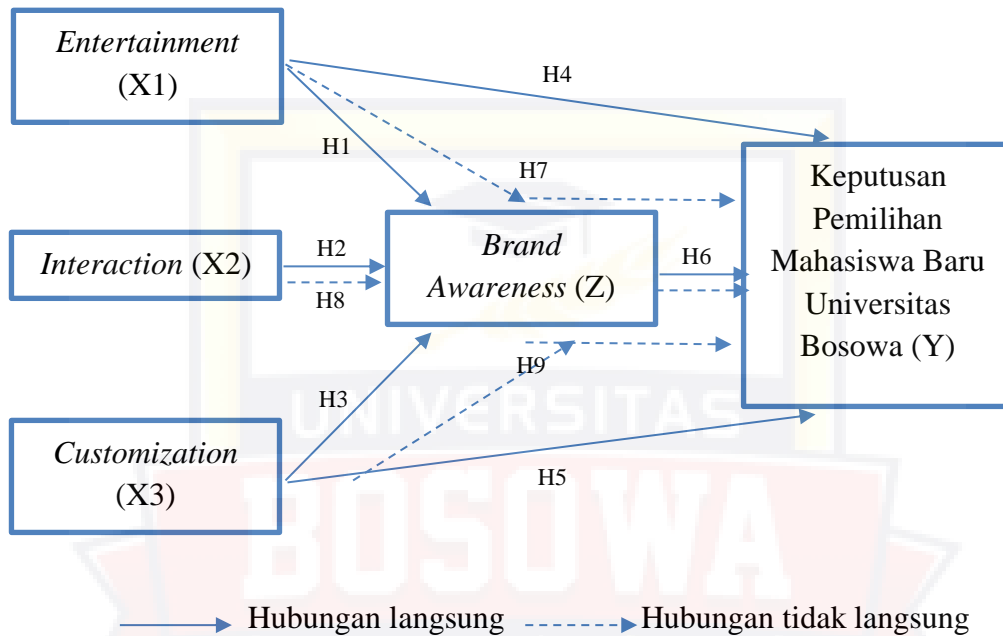 Entertainment
(X1)
H4
H1
H7
Keputusan
Pemilihan
Mahasiswa Baru
Universitas
Bosowa (Y)
Interaction (X2)
H2
H8
Brand
Awareness (Z)
H6
H3
H9
UNIVERSITAS
Customization
(X3)
H5
BOSOWA
Hubungan langsung
Hubungan tidak langsung